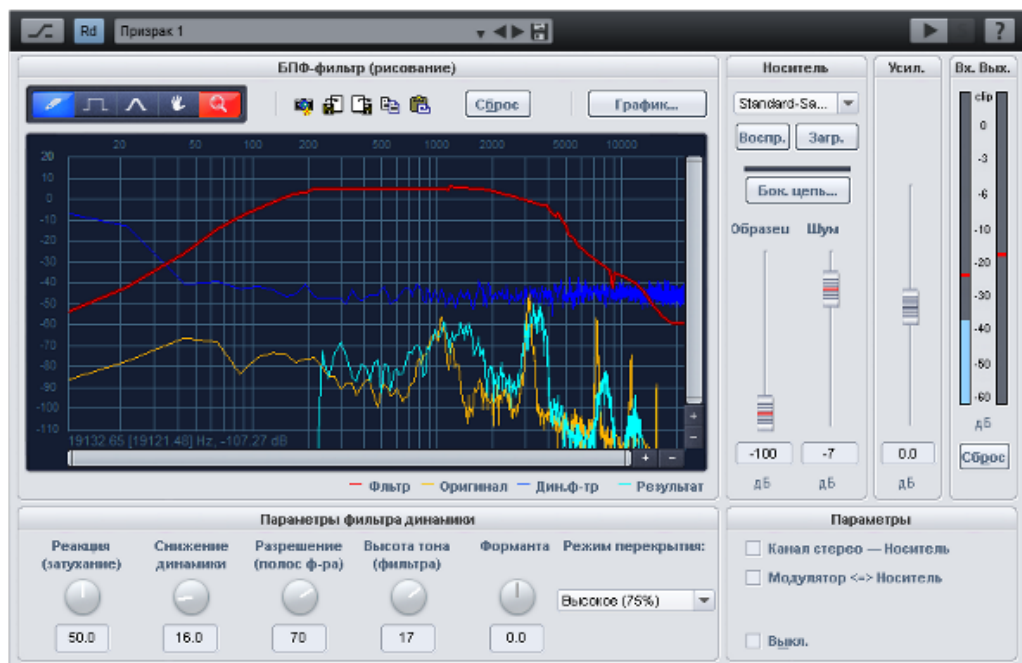 Rd Призрак 1 ?
БПФ-фильтр (рисование)
Сброс График...
20 50 100 200 500 1000 2000 5000 10000
20
10
0
-10
-20
-30
-40
-50
-60
-70
-80
-90
-100
-110
19132.65 [19121.48] Hz, -107.27 dB
+ -
+ -
Фльтр Оригинал Дин.ф-тр Результат
Носитель
Standard-Sa...
Воспр. Загр.
Бок. цепь...
Образец Шум
-100 -7
дБ дБ
Усил.
0.0
дБ
Вх. Вых.
clip
0
-3
-6
-10
-20
-30
-40
-50
-60
дБ
Сброс
Параметры фильтра динамики
Реакция (затухание)
50.0
Снижение динамики
16.0
Разрешение (полос ф-ра)
70
Высота тона (фильтра)
17
Форманта
0.0
Режим перекрытия:
Высокое (75%)
Параметры
Канал стерео — Носитель
Модулятор <=> Носитель
Выкл.